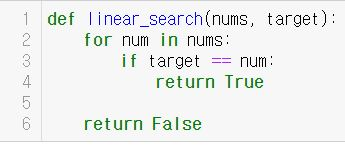 1 def linear_search(nums, target):
2     for num in nums:
3         if target == num:
4             return True
5
6     return False